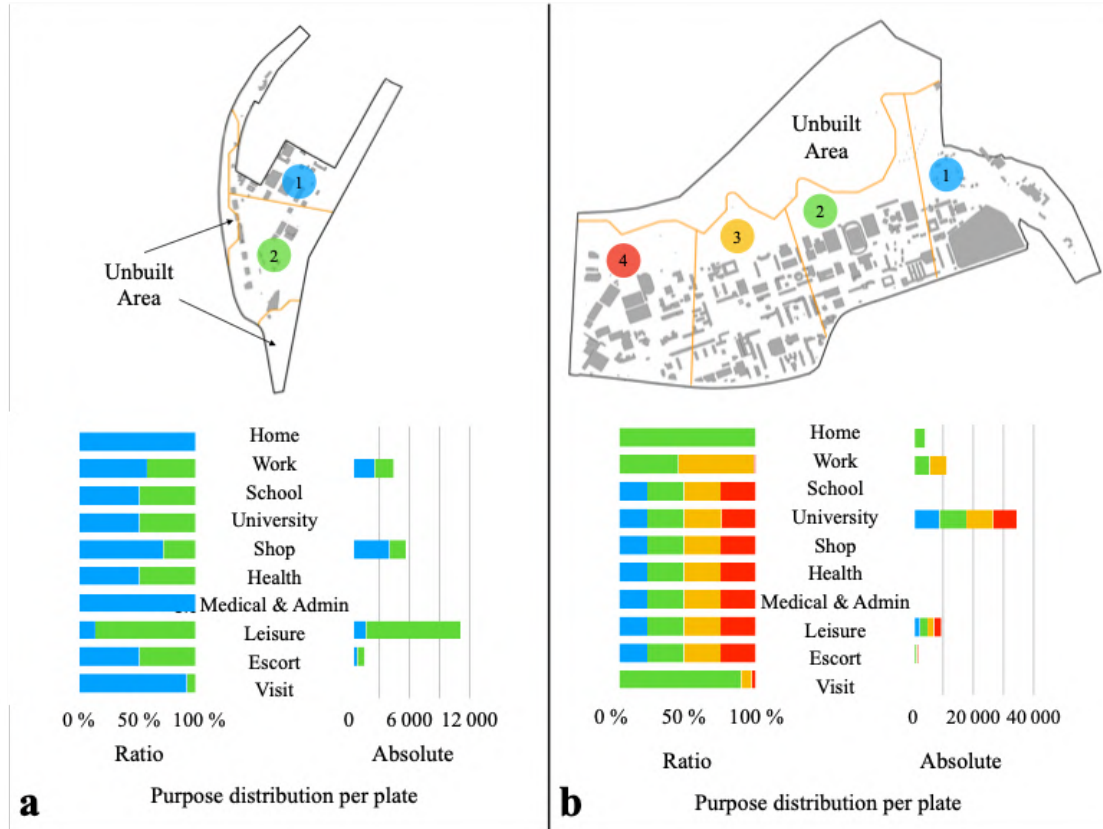 1
2
Unbuilt
Area
Home
Work
School
University
Shop
Health
Medical & Admin
Leisure
Escort
Visit
0 %
50 %
100 %
0
6 000
12 000
Ratio
Absolute
a
Purpose distribution per plate
Unbuilt
Area
1
2
3
4
Home
Work
School
University
Shop
Health
Medical & Admin
Leisure
Escort
Visit
0 %
50 %
100 %
0
20 000
40 000
Ratio
Absolute
b
Purpose distribution per plate